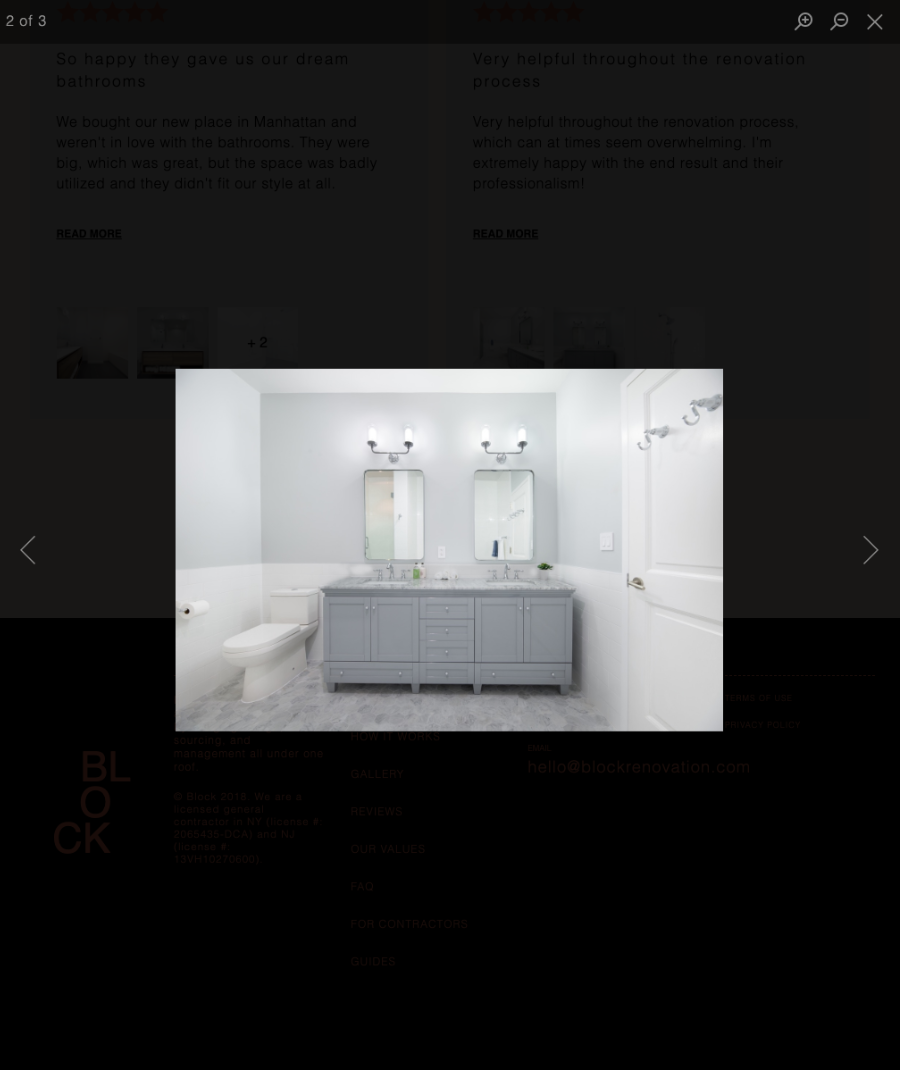 2 of 3
So happy they gave us our dream
bathrooms
We bought our new place in Manhattan and
weren't in love with the bathrooms. They were
big, which was great, but the space was badly
utilized and they didn't fit our style at all.
READ MORE
+ 2
Very helpful throughout the renovation
process
Very helpful throughout the renovation process,
which can at times seem overwhelming. I'm
extremely happy with the end result and their
professionalism!
READ MORE
BL
O
CK
sourcing, and
management all under one
roof.
© Block 2018. We are a
licensed general
contractor in NY (license #
2065435-DCA) and NJ
(license #
13VH10270600)
HOW IT WORKS
GALLERY
REVIEWS
OUR VALUES
FAQ
FOR CONTRACTORS
GUIDES
EMAIL
hello@blockrenovation.com
TERMS OF USE
PRIVACY POLICY